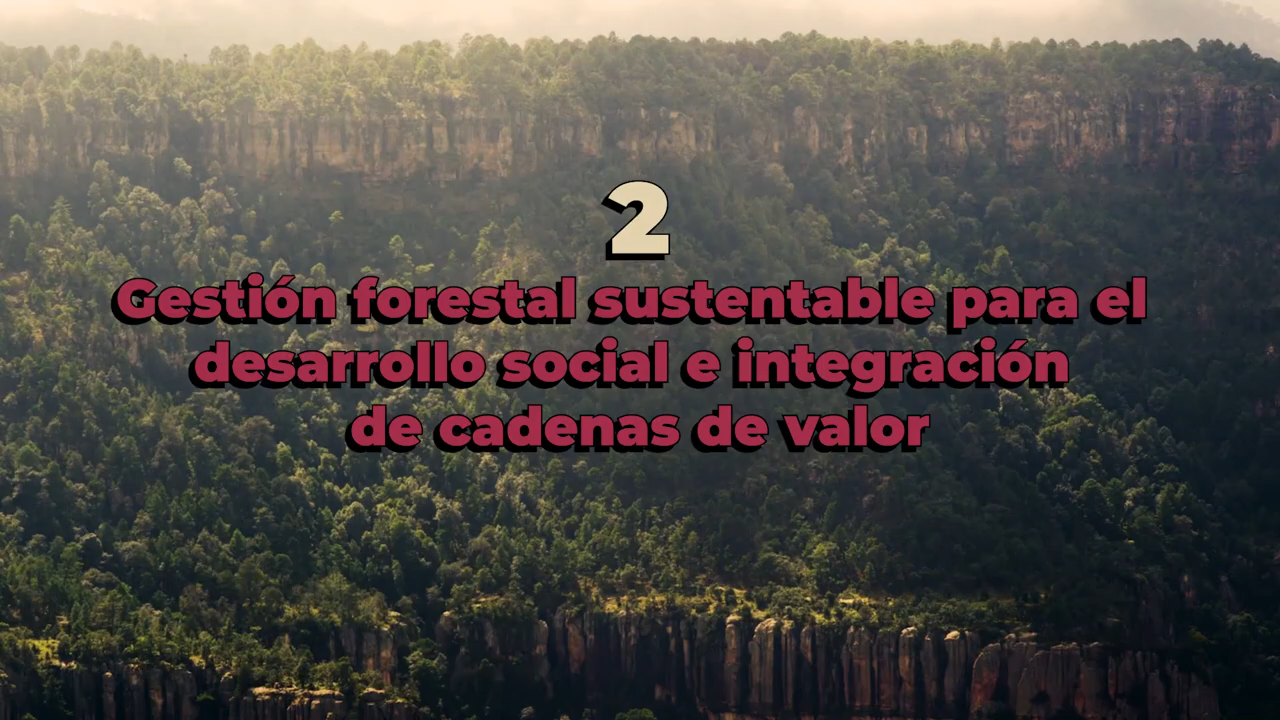 2
Gestión forestal sustentable para el
desarrollo social e integración
de cadenas de valor